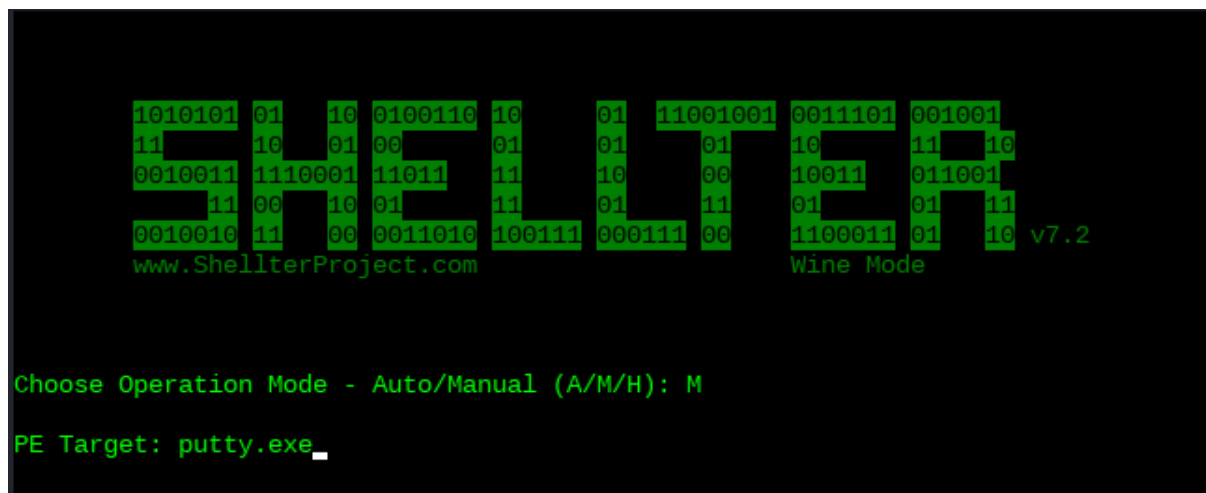 1010101 01 10 0100110 10 01 11001001 0011101 001001
11 10 01 00 01 01 01 10 11 10
0010011 1110001 11011 11 10 00 10011 011001
11 00 10 01 11 01 11 01 01 11
0010010 11 00 0011010 100111 000111 00 1100011 01 10 v7.2
www.ShellterProject.com Wine Mode
Choose Operation Mode - Auto/Manual (A/M/H): M
PE Target: putty.exe